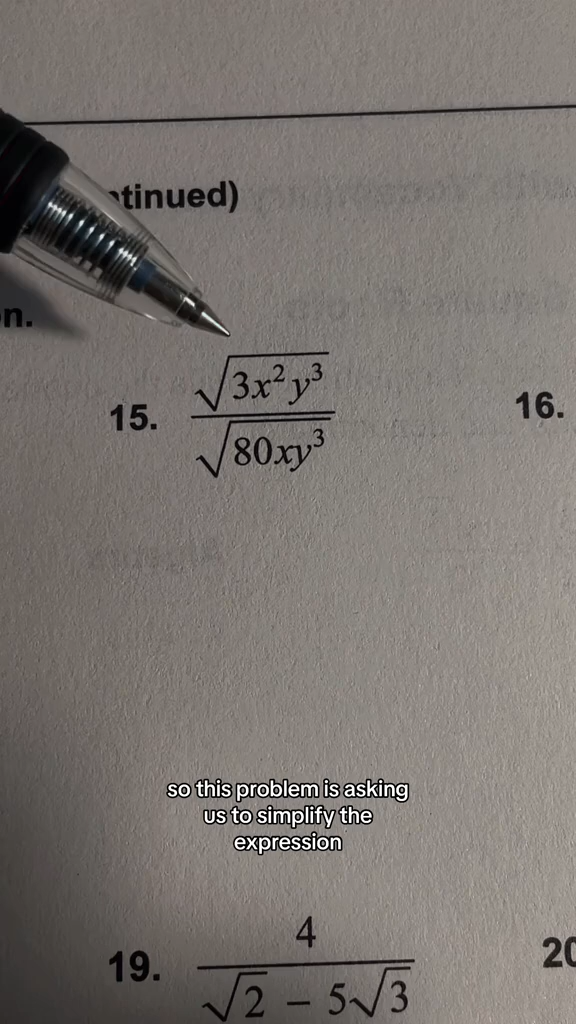 tinued)
n.
15. √3x²y³ / √80xy³
16.
so this problem is asking
us to simplify the
expression
19. 4 / √2 − 5√3
20